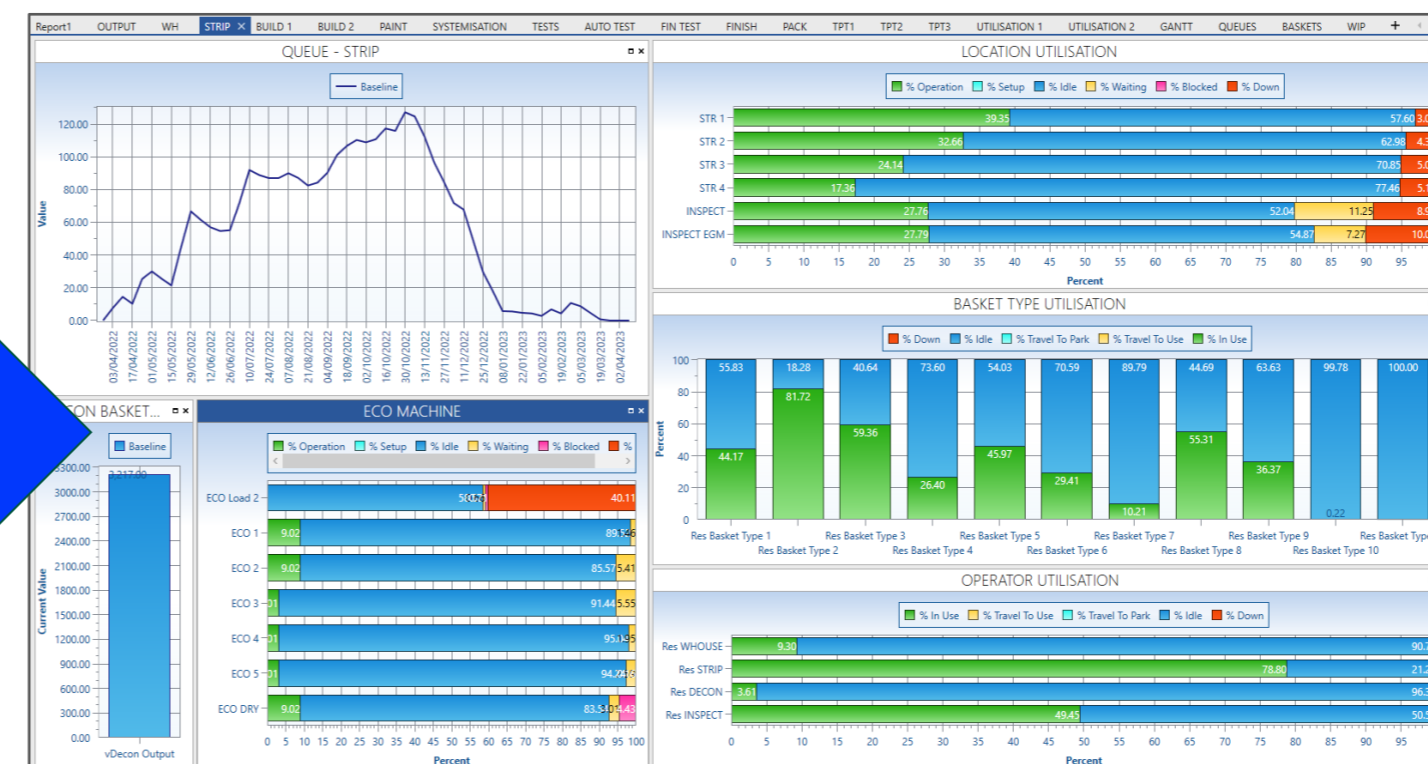 Report1 OUTPUT WH STRIP × BUILD 1 BUILD 2 PAINT SYSTEMISATION TESTS AUTO TEST FIN TEST FINISH PACK TPT1 TPT2 TPT3 UTILISATION 1 UTILISATION 2 GANTT QUEUES BASKETS WIP +
QUEUE - STRIP
Baseline
Value
120.00
100.00
80.00
60.00
40.00
20.00
0.00
03/04/2022 17/04/2022 01/05/2022 15/05/2022 29/05/2022 12/06/2022 26/06/2022 10/07/2022 24/07/2022 07/08/2022 21/08/2022 04/09/2022 18/09/2022 02/10/2022 16/10/2022 30/10/2022 13/11/2022 27/11/2022 11/12/2022 25/12/2022 08/01/2023 22/01/2023 05/02/2023 19/02/2023 05/03/2023 19/03/2023 02/04/2023
LOCATION UTILISATION
% Operation % Setup % Idle % Waiting % Blocked % Down
STR 1 39.35 57.60
STR 2 32.66 62.98
STR 3 24.14 70.85
STR 4 17.36 77.46
INSPECT 27.76 52.04 11.25
INSPECT EGM 27.79 54.87 7.27
0 5 10 15 20 25 30 35 40 45 50 55 60 65 70 75 80 85 90 95
Percent
BASKET TYPE UTILISATION
% Down % Idle % Travel To Park % Travel To Use % In Use
Percent
100
80
60
40
20
0
55.83 18.28 40.64 73.60 54.03 70.59 89.79 44.69 63.63 99.78 100.00
44.17 81.72 59.36 26.40 45.97 29.41 10.21 55.31 36.37 0.22
Res Basket Type 1 Res Basket Type 3 Res Basket Type 5 Res Basket Type 7 Res Basket Type 9 Res Basket Type
Res Basket Type 2 Res Basket Type 4 Res Basket Type 6 Res Basket Type 8 Res Basket Type 10
BASKET...
Baseline
Current Value
3,217.00
3000.00
2700.00
2400.00
2100.00
1800.00
1500.00
1200.00
900.00
600.00
300.00
0.00
vDecon Output
ECO MACHINE
% Operation % Setup % Idle % Waiting % Blocked %
ECO Load 2 40.11
ECO 1 9.02
ECO 2 9.02 85.57 5.41
ECO 3 91.44 5.55
ECO 4
ECO 5
ECO DRY 9.02 4.43
0 5 10 15 20 25 30 35 40 45 50 55 60 65 70 75 80 85 90 95 100
Percent
OPERATOR UTILISATION
% In Use % Travel To Use % Travel To Park % Idle % Down
Res WHOUSE 9.30
Res STRIP 78.80
Res DECON 3.61
Res INSPECT 49.45
0 5 10 15 20 25 30 35 40 45 50 55 60 65 70 75 80 85 90 95
Percent